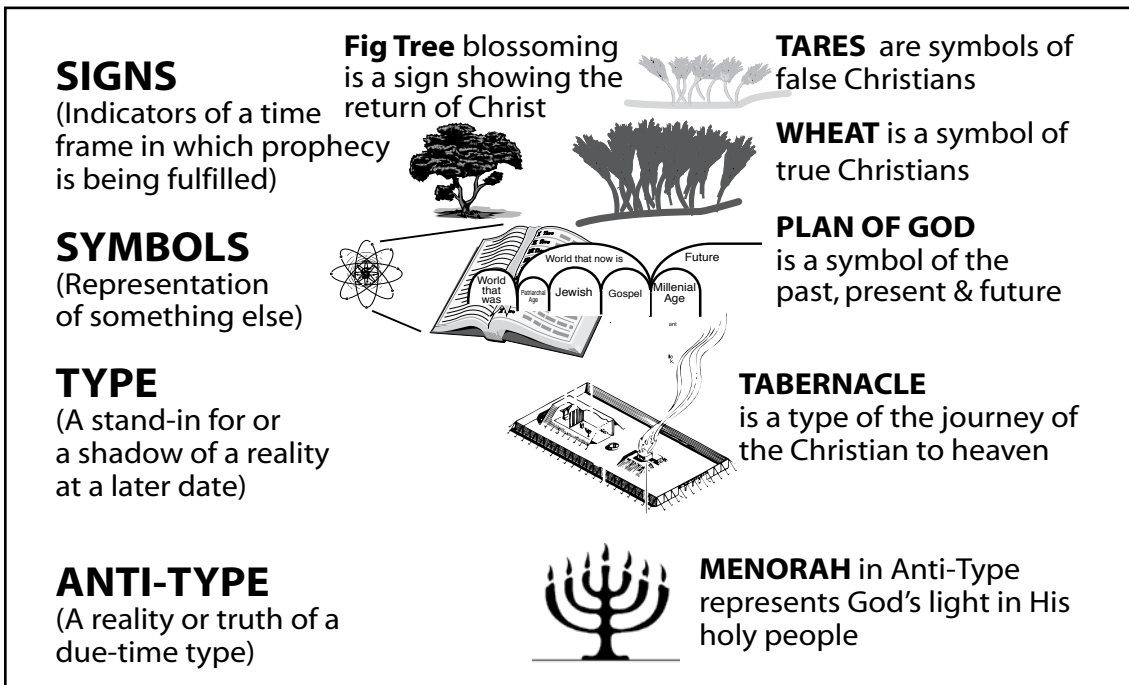 SIGNS
(Indicators of a time
frame in which prophecy
is being fulfilled)
Fig Tree blossoming
is a sign showing the
return of Christ
TARES are symbols of
false Christians
WHEAT is a symbol of
true Christians
SYMBOLS
(Representation
of something else)
World that now is
Future
World
that
was
Patriarchal
Age
Jewish
Gospel
Millenial
Age
PLAN OF GOD
is a symbol of the
past, present & future
TYPE
(A stand-in for or
a shadow of a reality
at a later date)
TABERNACLE
is a type of the journey of
the Christian to heaven
ANTI-TYPE
(A reality or truth of a
due-time type)
MENORAH in Anti-Type
represents God's light in His
holy people